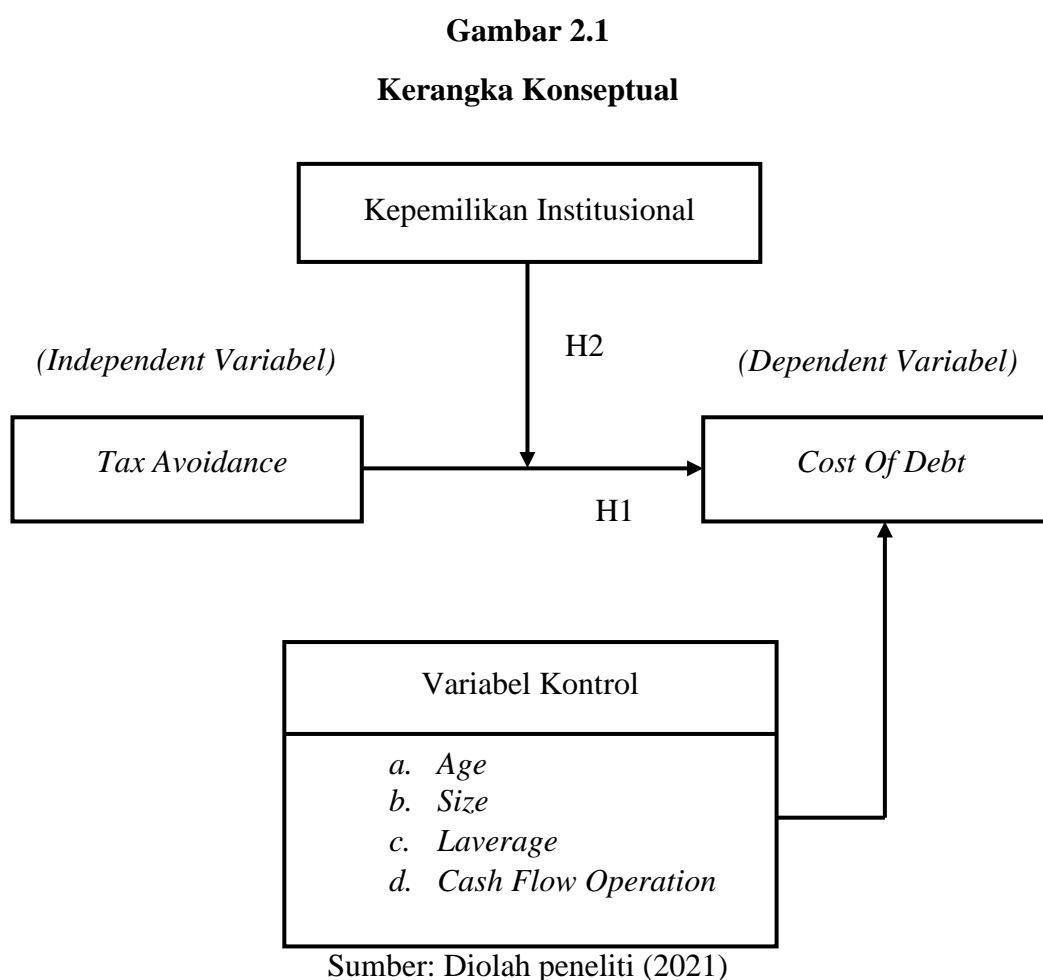 Gambar 2.1
Kerangka Konseptual
Kepemilikan Institusional
H2
(Independent Variabel)
(Dependent Variabel)
Tax Avoidance
Cost Of Debt
H1
Variabel Kontrol
a. Age
b. Size
c. Laverage
d. Cash Flow Operation
Sumber: Diolah peneliti (2021)